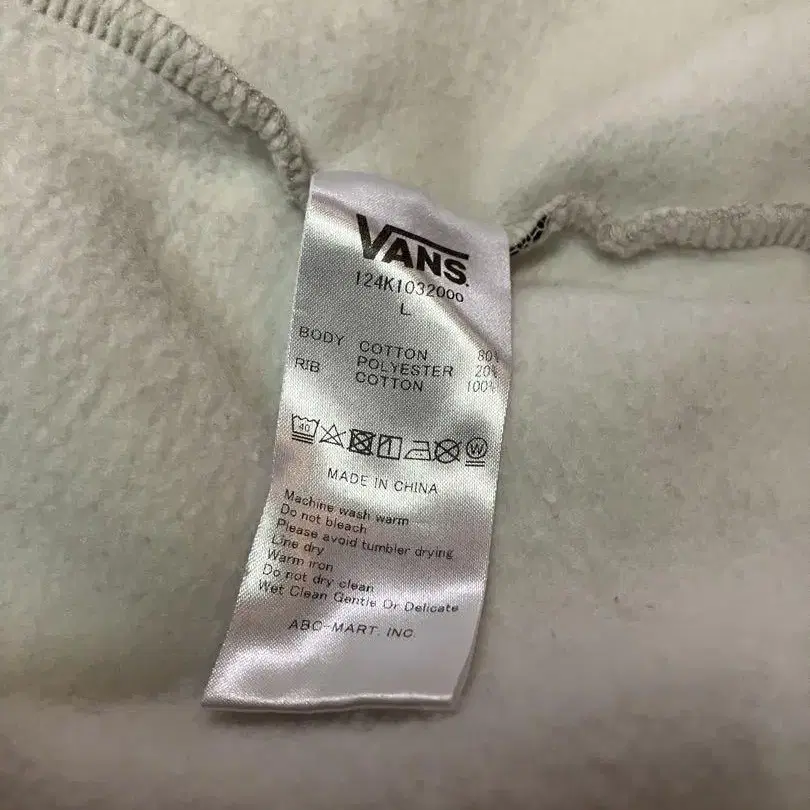 VANS
124K1032000
L
BODY COTTON 80%
POLYESTER 20%
RIB COTTON 100%
40 W
MADE IN CHINA
Machine wash warm
Do not bleach
Please avoid tumbler drying
Line dry
Warm iron
Do not dry clean
Wet Clean Gentle Or Delicate
ABC-MART, INC.